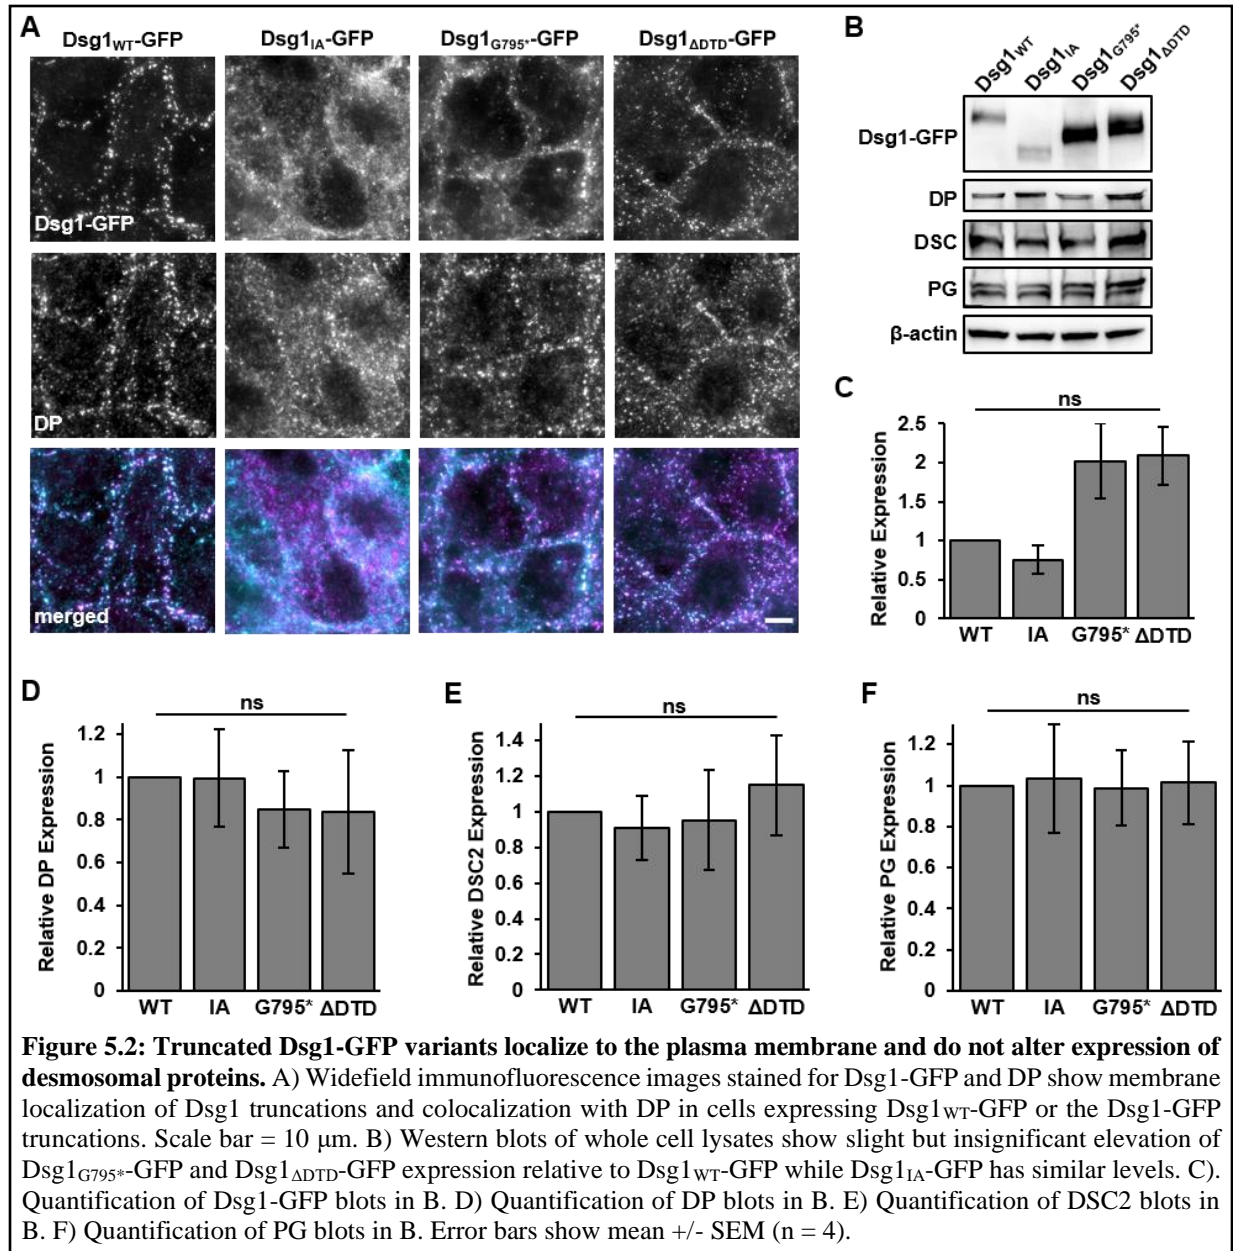 A
Dsg1WT-GFP Dsg1IA-GFP Dsg1G795*-GFP Dsg1ΔDTD-GFP
Dsg1-GFP
DP
merged
B
Dsg1WT Dsg1IA Dsg1G795* Dsg1ΔDTD
Dsg1-GFP
DP
DSC
PG
β-actin
C
ns
Relative Expression
2.5
2
1.5
1
0.5
0
WT IA G795* ΔDTD
D
ns
Relative DP Expression
1.2
1
0.8
0.6
0.4
0.2
0
WT IA G795* ΔDTD
E
ns
Relative DSC2 Expression
1.4
1.2
1
0.8
0.6
0.4
0.2
0
WT IA G795* ΔDTD
F
ns
Relative PG Expression
1.2
1
0.8
0.6
0.4
0.2
0
WT IA G795* ΔDTD
Figure 5.2: Truncated Dsg1-GFP variants localize to the plasma membrane and do not alter expression of
desmosomal proteins. A) Widefield immunofluorescence images stained for Dsg1-GFP and DP show membrane
localization of Dsg1 truncations and colocalization with DP in cells expressing Dsg1WT-GFP or the Dsg1-GFP
truncations. Scale bar = 10 μm. B) Western blots of whole cell lysates show slight but insignificant elevation of
Dsg1G795*-GFP and Dsg1ΔDTD-GFP expression relative to Dsg1WT-GFP while Dsg1IA-GFP has similar levels. C).
Quantification of Dsg1-GFP blots in B. D) Quantification of DP blots in B. E) Quantification of DSC2 blots in
B. F) Quantification of PG blots in B. Error bars show mean +/- SEM (n = 4).